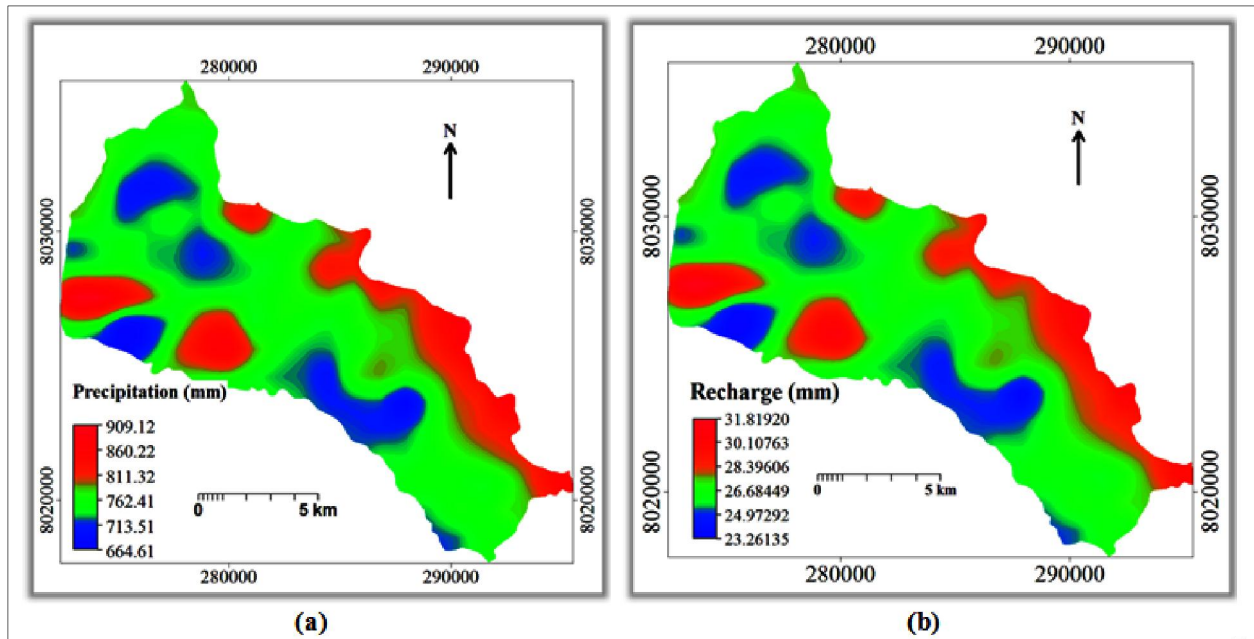 280000 290000
N
8030000 8030000
Precipitation (mm)
909.12
860.22
811.32
762.41
713.51
664.61
0 5 km
8020000 8020000
280000 290000
(a)
280000 290000
N
8030000 8030000
Recharge (mm)
31.81920
30.10763
28.39606
26.68449
24.97292
23.26135
0 5 km
8020000 8020000
280000 290000
(b)